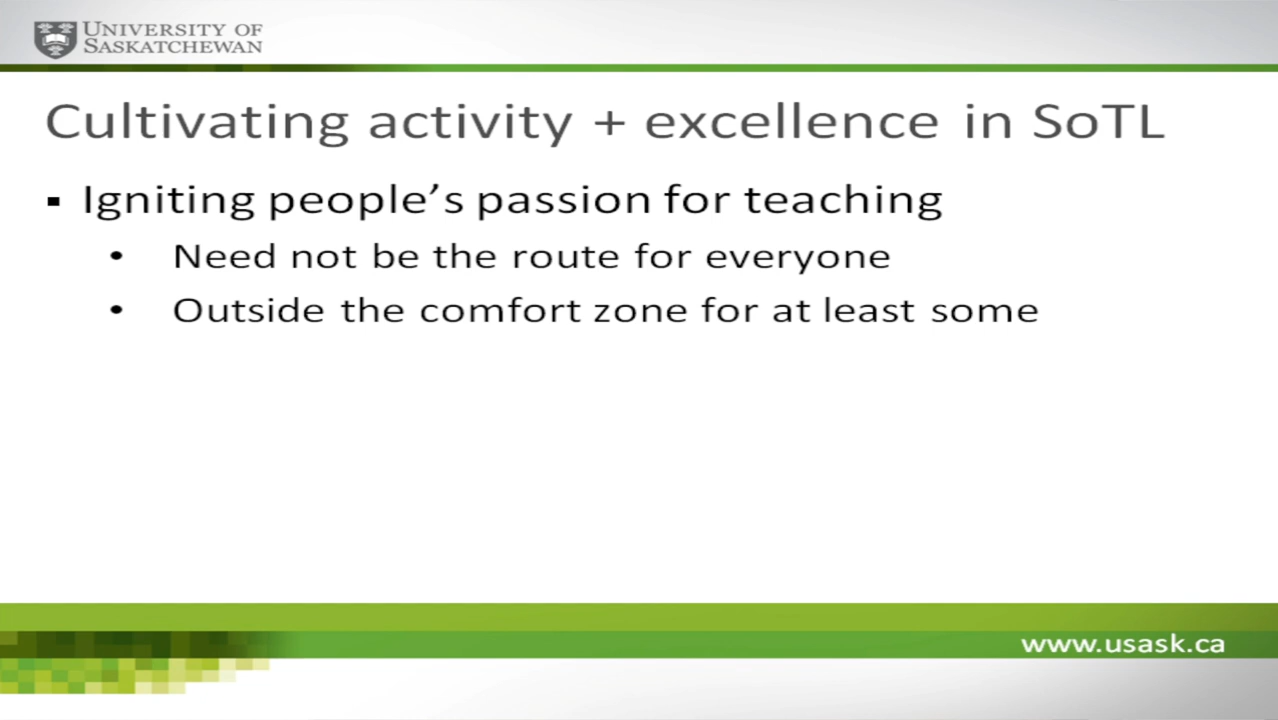 UNIVERSITY OF
SASKATCHEWAN
Cultivating activity + excellence in SoTL
▪ Igniting people’s passion for teaching
• Need not be the route for everyone
• Outside the comfort zone for at least some
www.usask.ca